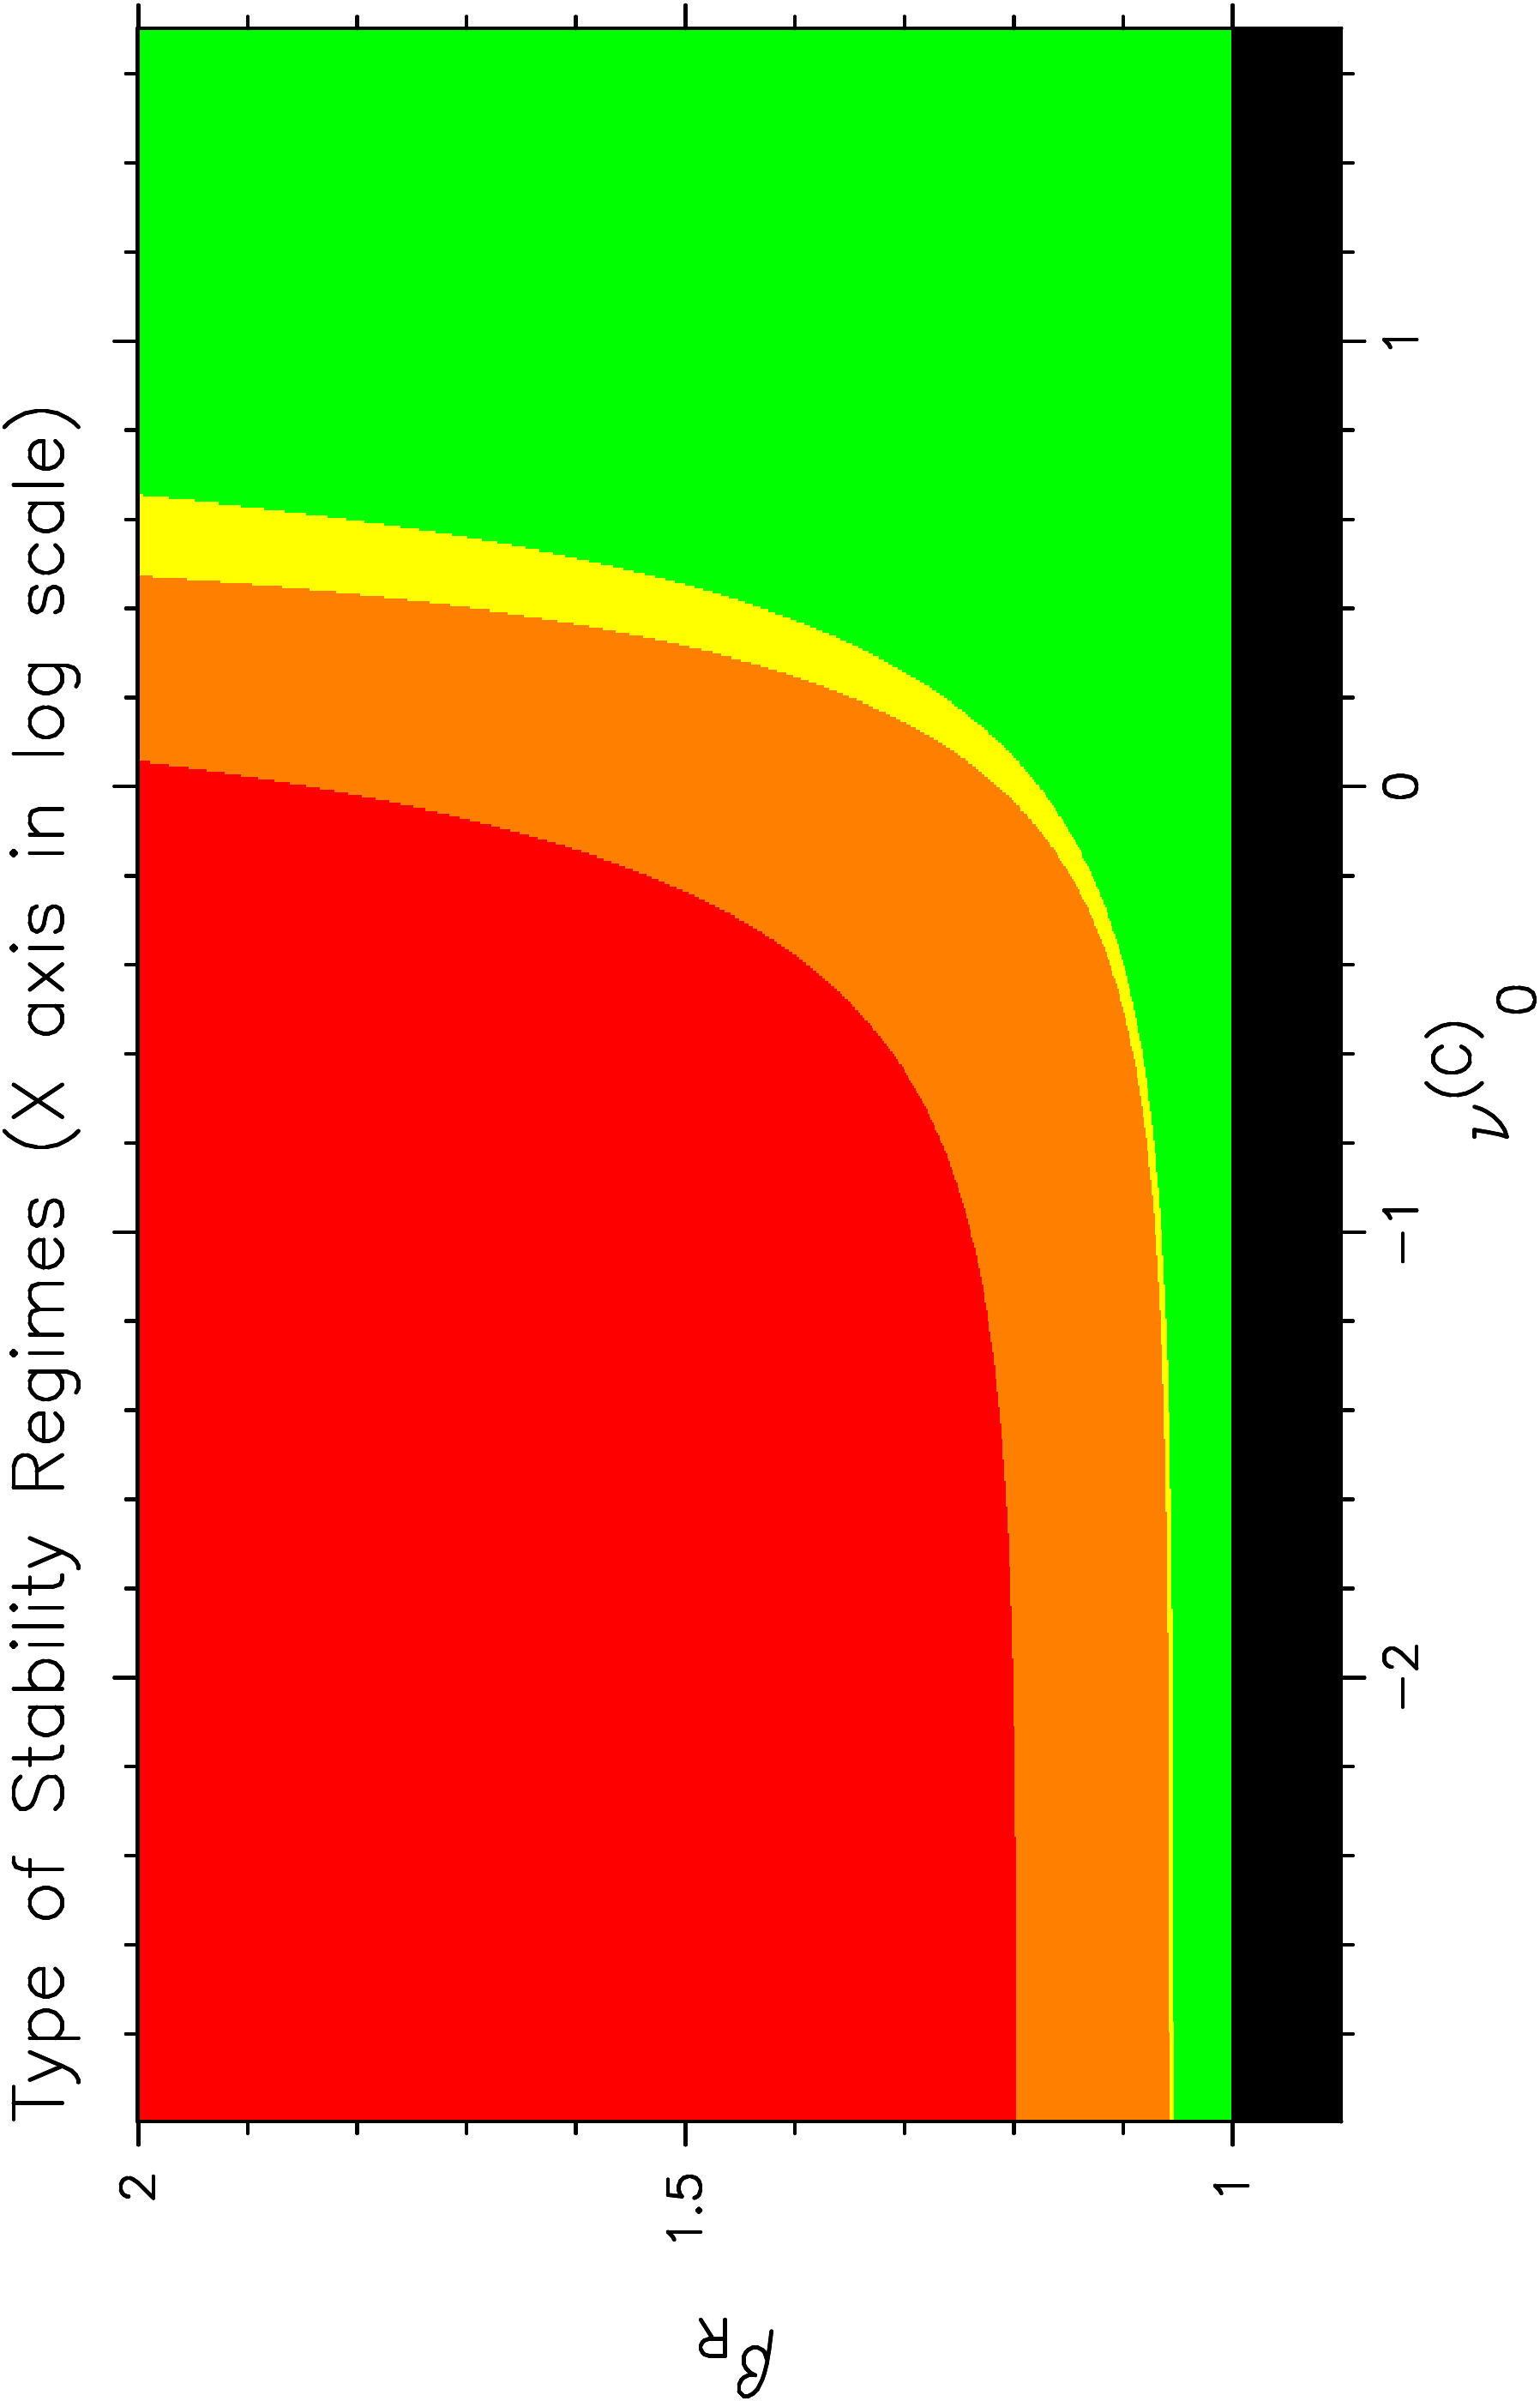 Type of Stability Regimes (X axis in log scale)
2
1.5
1
R
−2
−1
0
1
ν(c)0